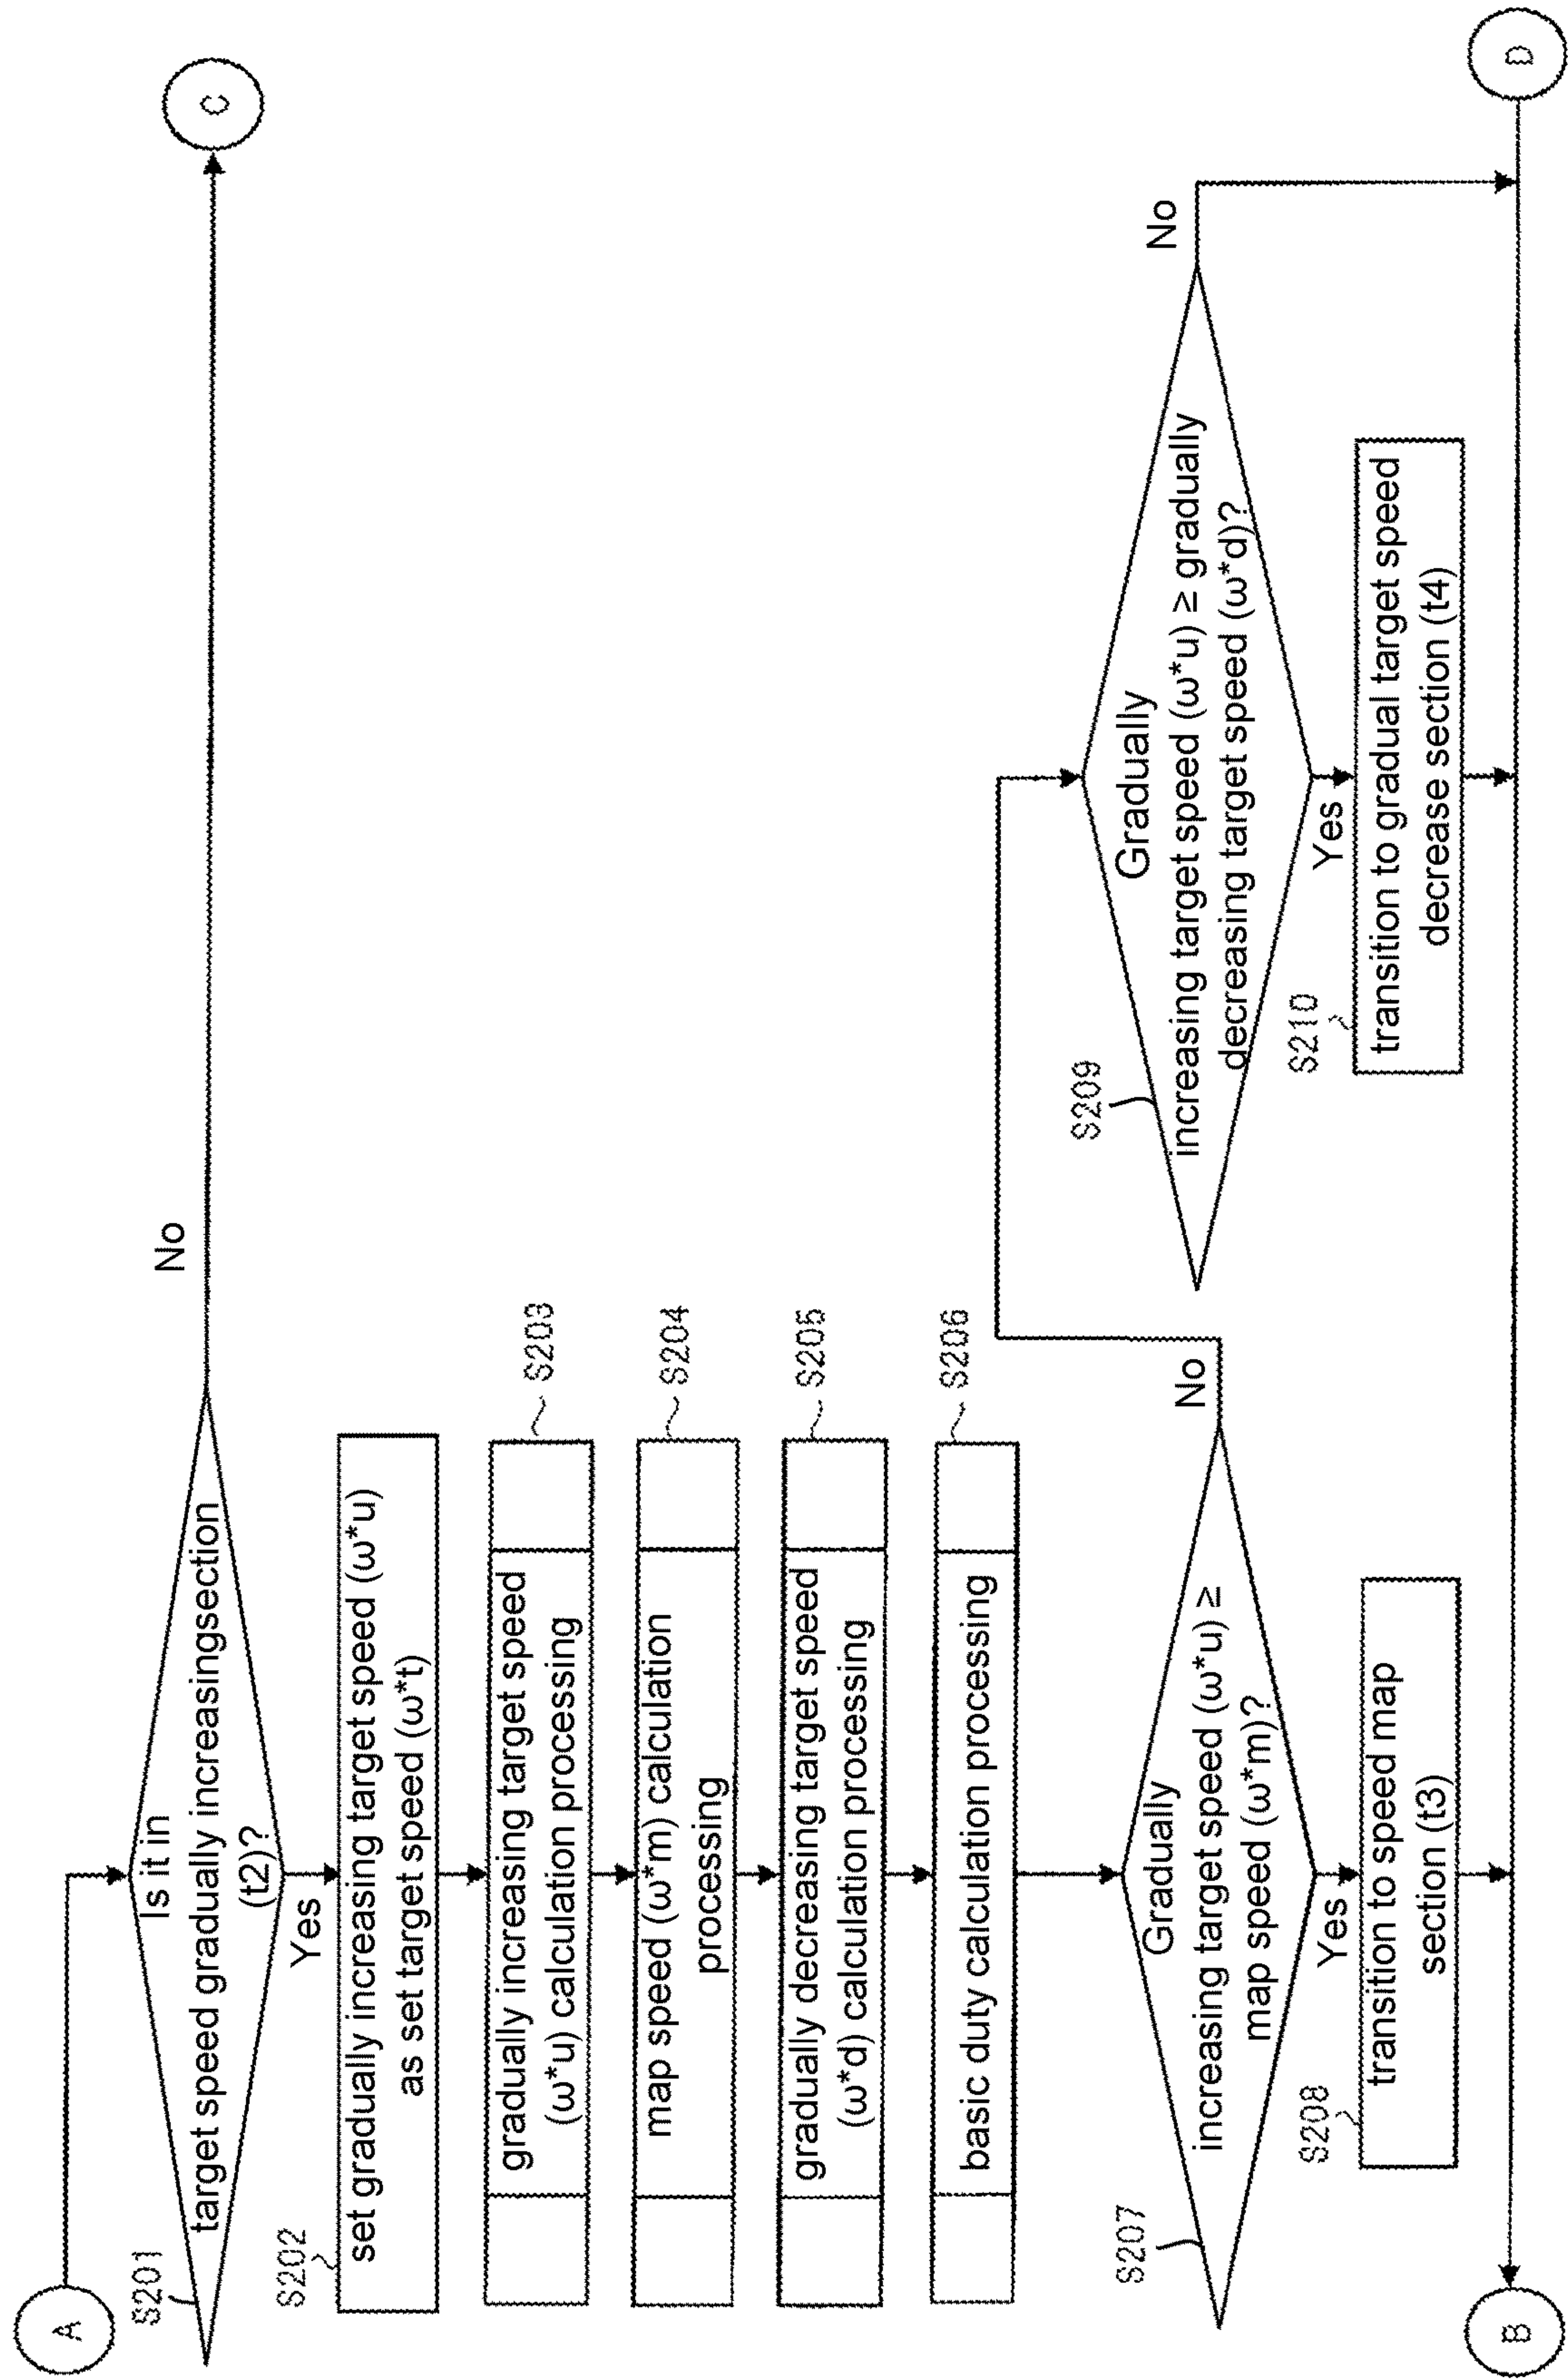 A
S201
Is it in
target speed gradually increasingsection
(t2)?
No
C
Yes
S202
set gradually increasing target speed (ω*u)
as set target speed (ω*t)
gradually increasing target speed
(ω*u) calculation processing
S203
map speed (ω*m) calculation
processing
S204
gradually decreasing target speed
(ω*d) calculation processing
S205
basic duty calculation processing
S206
S207
Gradually
increasing target speed (ω*u) ≥
map speed (ω*m)?
No
Yes
S208
transition to speed map
section (t3)
S209
Gradually
increasing target speed (ω*u) ≥ gradually
decreasing target speed (ω*d)?
No
Yes
S210
transition to gradual target speed
decrease section (t4)
B
D